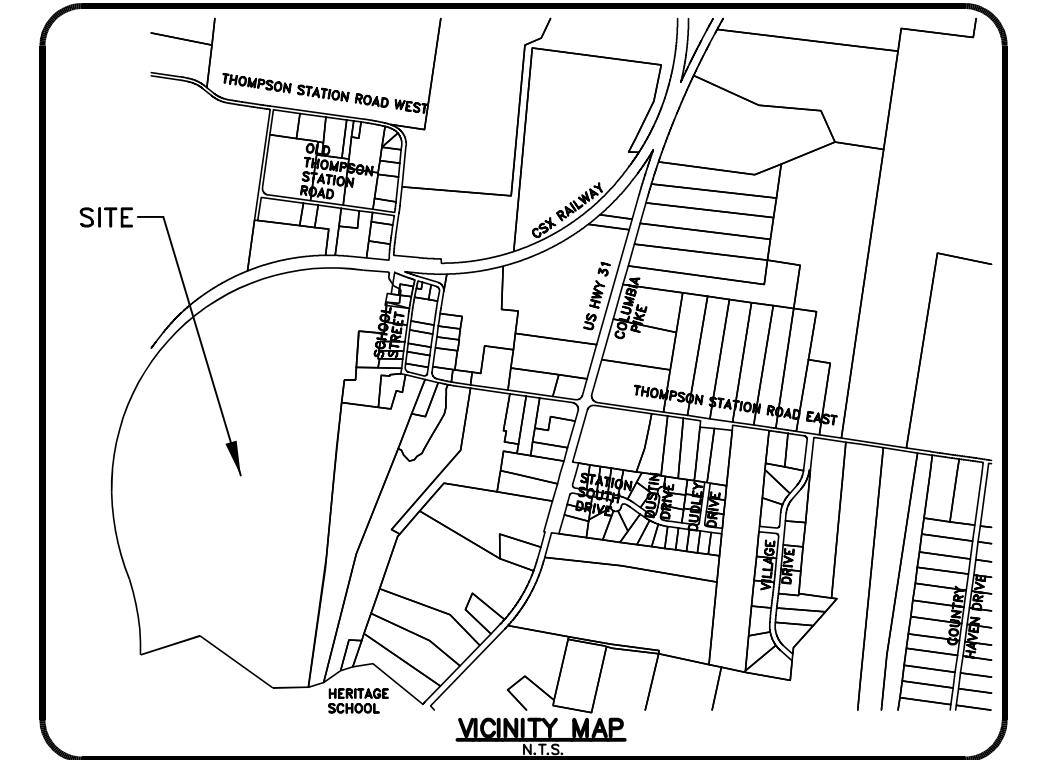 THOMPSON STATION ROAD WEST
OLD
THOMPSON
STATION
ROAD
SITE
CSX RAILWAY
US HWY 31
COLUMBIA
PIKE
SCHOOL
STREET
THOMPSON STATION ROAD EAST
STATION
SOUTH
DRIVE
DUSTIN
DRIVE
DUDLEY
DRIVE
VILLAGE
DRIVE
COUNTRY
HAVEN DRIVE
HERITAGE
SCHOOL
VICINITY MAP
N.T.S.